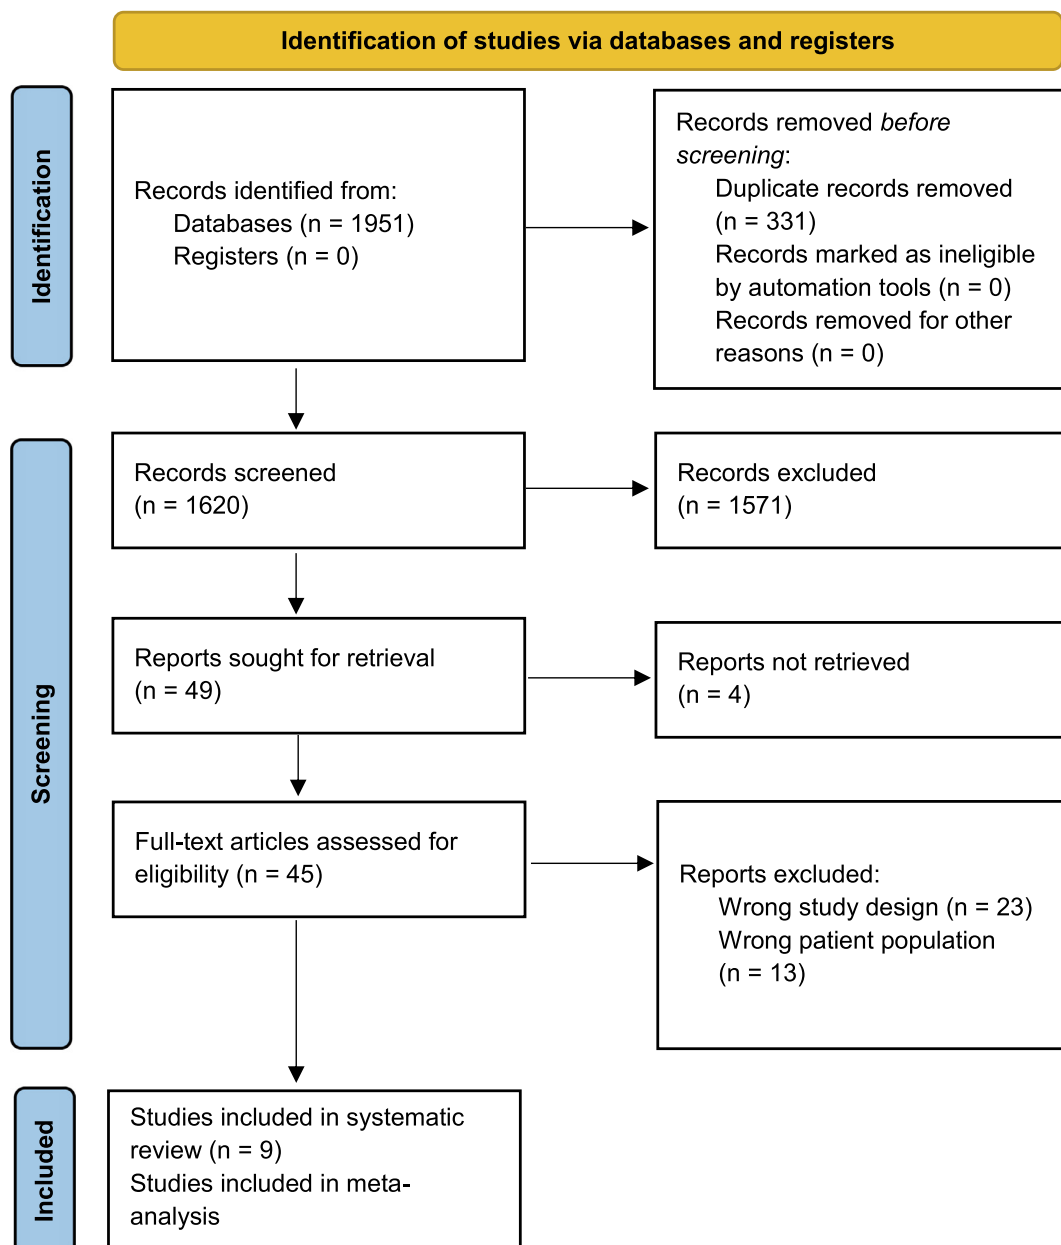 Identification of studies via databases and registers
Identification
Records identified from:
Databases (n = 1951)
Registers (n = 0)
Records removed before
screening:
Duplicate records removed
(n = 331)
Records marked as ineligible
by automation tools (n = 0)
Records removed for other
reasons (n = 0)
Screening
Records screened
(n = 1620)
Records excluded
(n = 1571)
Reports sought for retrieval
(n = 49)
Reports not retrieved
(n = 4)
Full-text articles assessed for
eligibility (n = 45)
Reports excluded:
Wrong study design (n = 23)
Wrong patient population
(n = 13)
Included
Studies included in systematic
review (n = 9)
Studies included in meta-
analysis